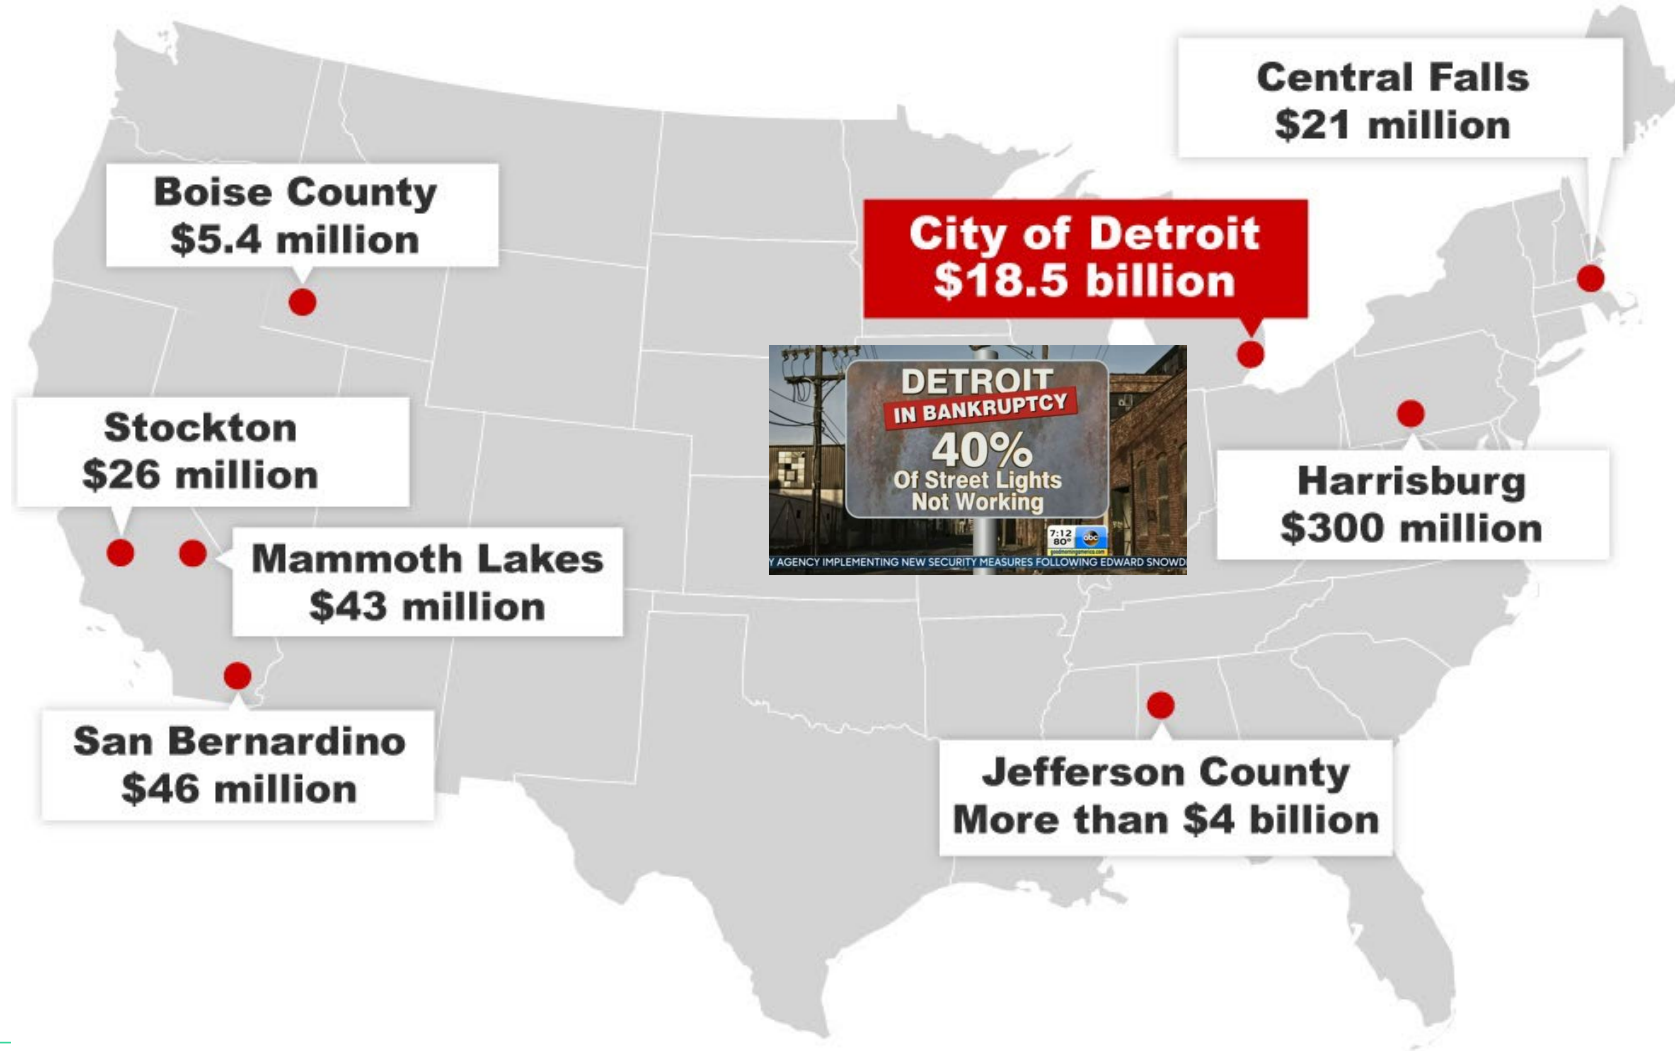 Central Falls
$21 million
Boise County
$5.4 million
City of Detroit
$18.5 billion
DETROIT
IN BANKRUPTCY
40%
Of Street Lights
Not Working
7:12
80°
abc
Y AGENCY IMPLEMENTING NEW SECURITY MEASURES FOLLOWING EDWARD SNOWD
Stockton
$26 million
Harrisburg
$300 million
Mammoth Lakes
$43 million
San Bernardino
$46 million
Jefferson County
More than $4 billion